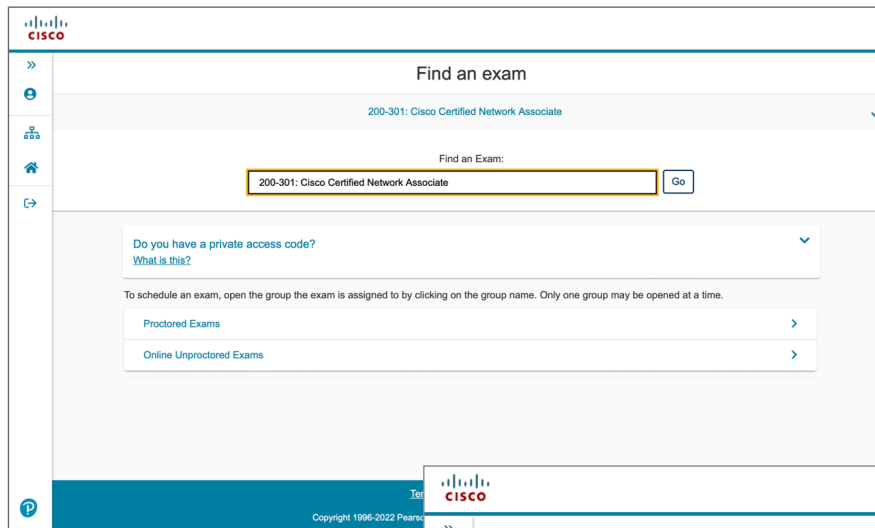 CISCO
Find an exam
200-301: Cisco Certified Network Associate
Find an Exam:
200-301: Cisco Certified Network Associate
Go
Do you have a private access code?
What is this?
To schedule an exam, open the group the exam is assigned to by clicking on the group name. Only one group may be opened at a time.
Proctored Exams
Online Unproctored Exams
CISCO
Copyright 1996-2022